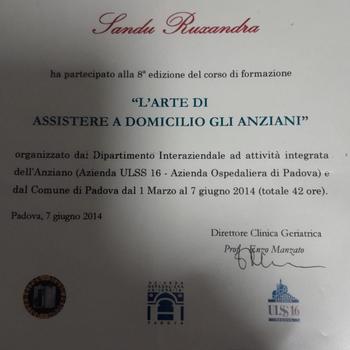 Sandu Ruxandra
ha partecipato alla 8ª edizione del corso di formazione
“L’ARTE DI
ASSISTERE A DOMICILIO GLI ANZIANI”
organizzato dai Dipartimento Interaziendale ad attività integrata
dell’Anziano (Azienda ULSS 16 - Azienda Ospedaliera di Padova) e
dal Comune di Padova dal 1 Marzo al 7 giugno 2014 (totale 42 ore).
Padova, 7 giugno 2014
Direttore Clinica Geriatrica
Prof. Enzo Manzato
PADOVA
ULSS 16
PADOVA